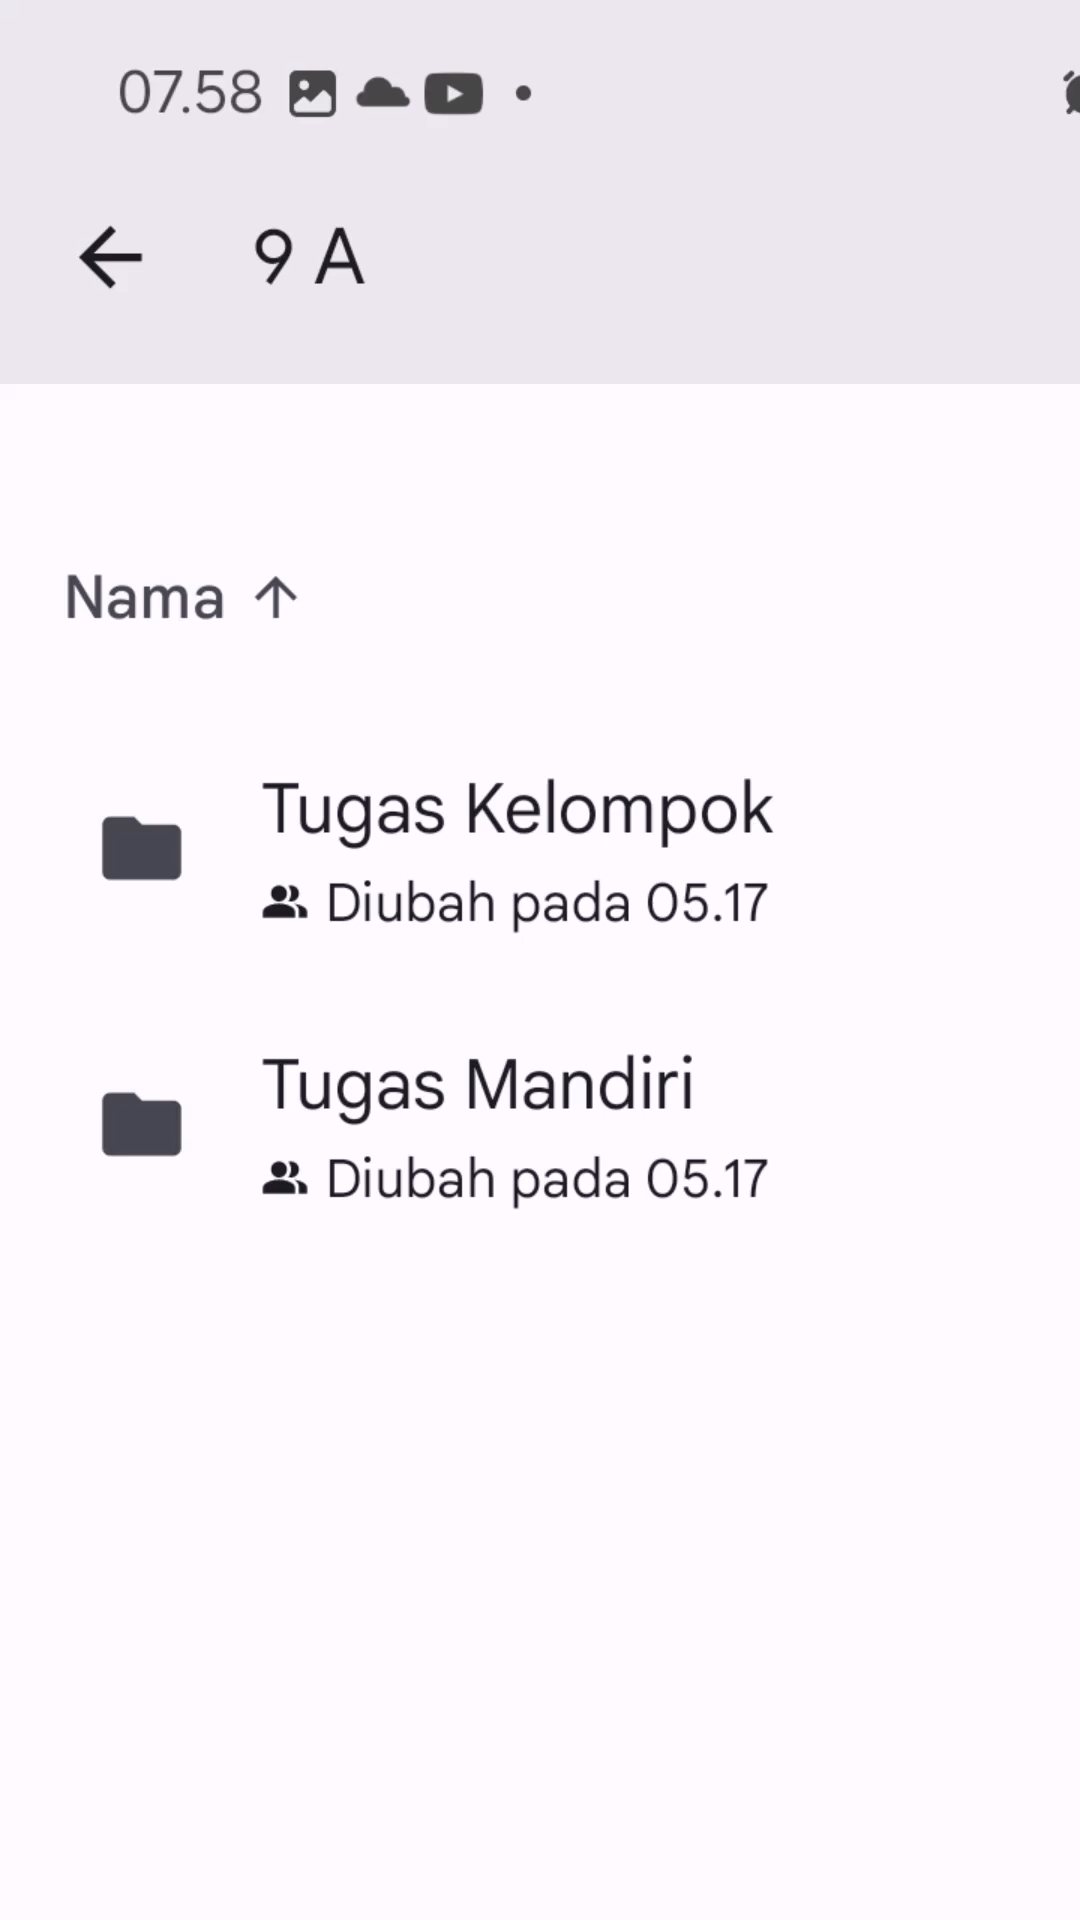 07.58
9 A
Nama
Tugas Kelompok
Diubah pada 05.17
Tugas Mandiri
Diubah pada 05.17